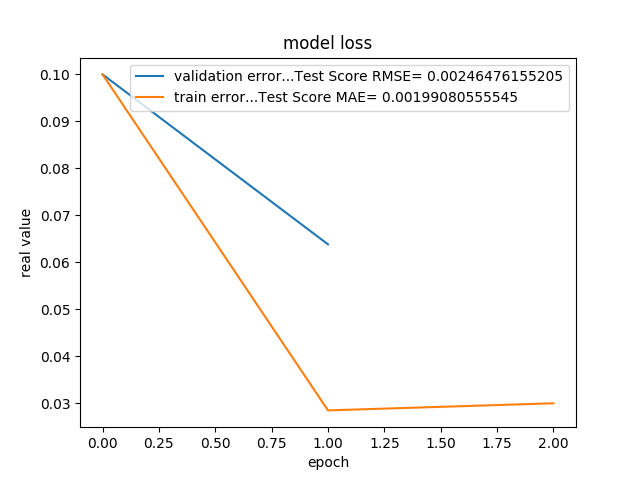 model loss
validation error...Test Score RMSE= 0.00246476155205
train error...Test Score MAE= 0.00199080555545
0.10
0.09
0.08
0.07
0.06
0.05
0.04
0.03
real value
0.00 0.25 0.50 0.75 1.00 1.25 1.50 1.75 2.00
epoch